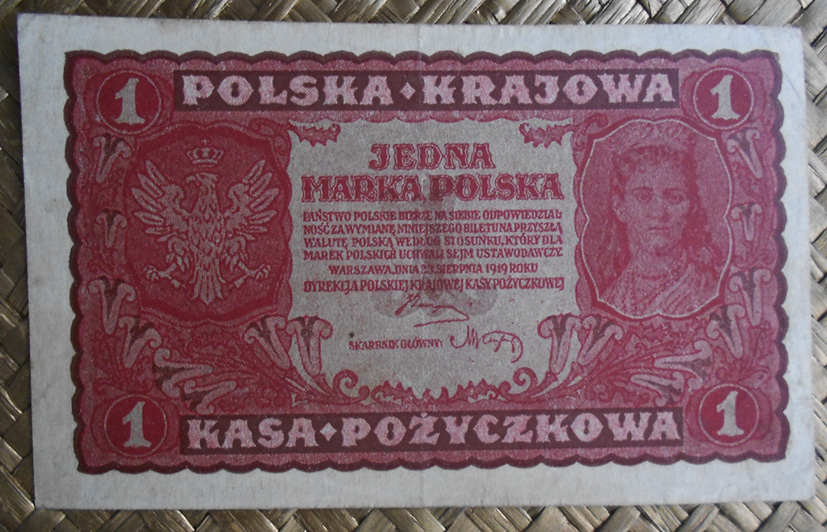 1 POLSKA • KRAJOWA 1
JEDNA
MARKA POLSKA
PAŃSTWO POLSKIE BIERZE NA SIEBIE ODPOWIEDZIAL
NOŚĆ ZA WYMIANĘ NINIEJSZEGO BILETU NA PRZYSZŁĄ
WALUTĘ POLSKĄ WEDŁUG STOSUNKU, KTÓRY DLA
MAREK POLSKICH UCHWALI SEJM USTAWODAWCZY.
WARSZAWA, DNIA 23 SIERPNIA 1919 ROKU
DYREKCJA POLSKIEJ KRAJOWEJ KASY POŻYCZKOWEJ
SKARBNIK GŁÓWNY:
1 KASA • POŻYCZKOWA 1